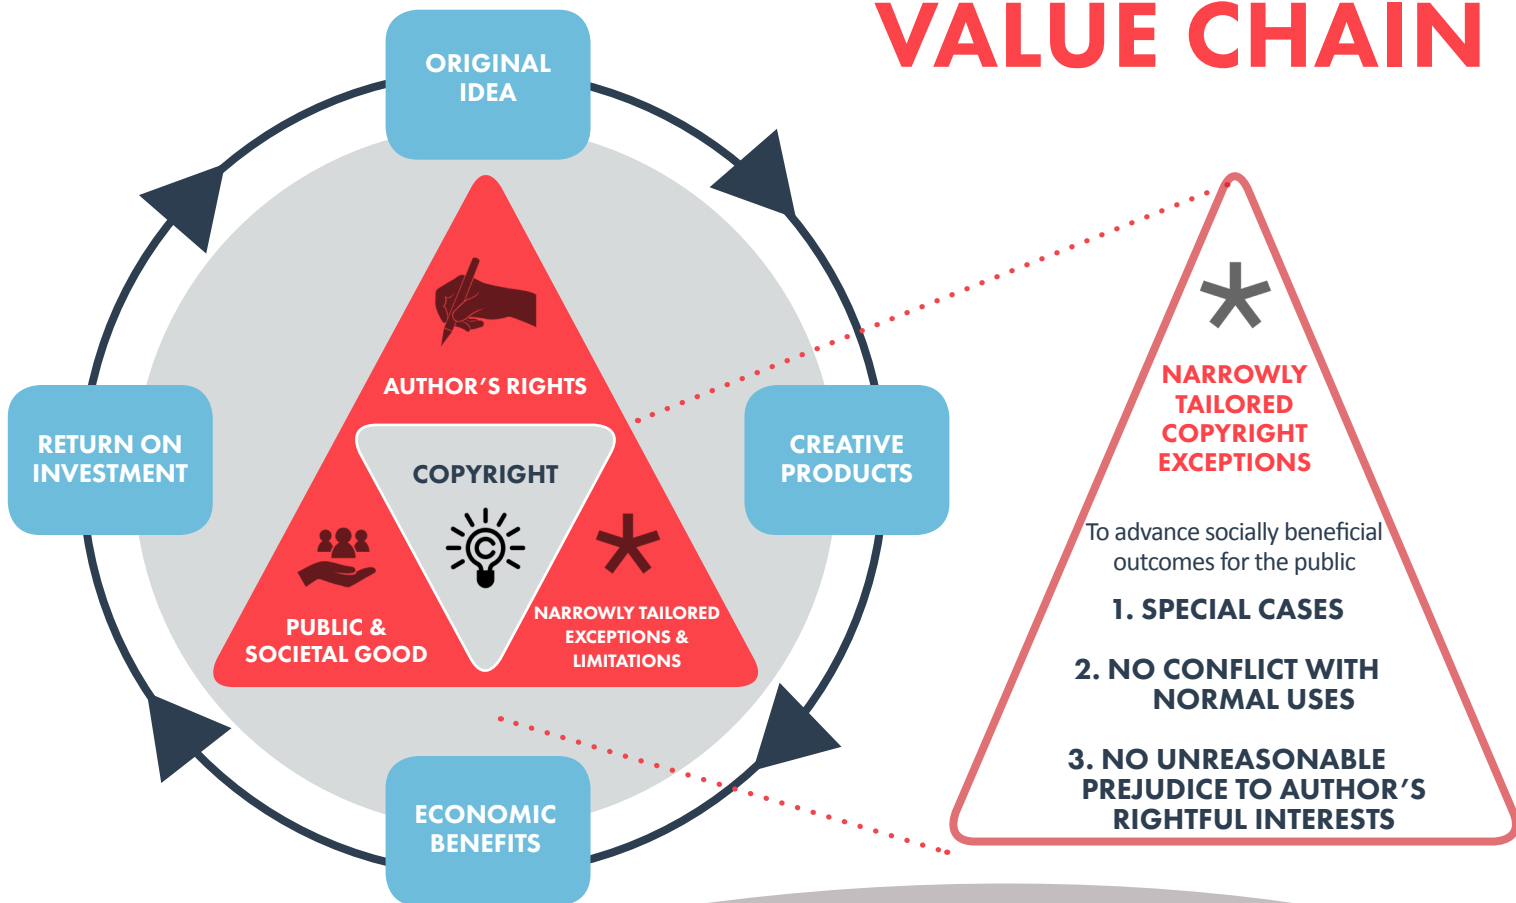 VALUE CHAIN
ORIGINAL
IDEA
AUTHOR'S RIGHTS
RETURN ON
INVESTMENT
COPYRIGHT
©
CREATIVE
PRODUCTS
PUBLIC &
SOCIETAL GOOD
NARROWLY TAILORED
EXCEPTIONS &
LIMITATIONS
ECONOMIC
BENEFITS
*
NARROWLY
TAILORED
COPYRIGHT
EXCEPTIONS
To advance socially beneficial
outcomes for the public
1. SPECIAL CASES
2. NO CONFLICT WITH
NORMAL USES
3. NO UNREASONABLE
PREJUDICE TO AUTHOR'S
RIGHTFUL INTERESTS